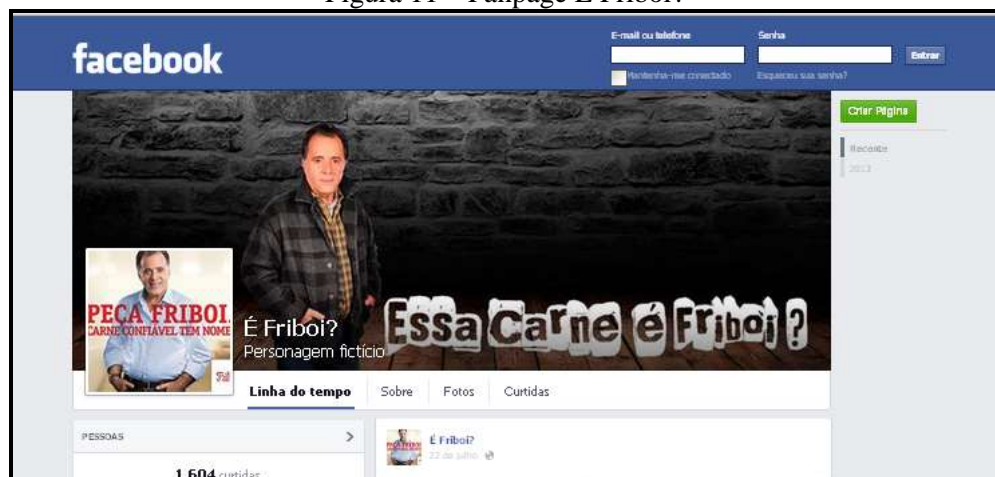 Figura 11 – Fanpage É Friboi?
E-mail ou telefone
Senha
facebook
Entrar
Mantenha-me conectado
Esqueceu sua senha?
Criar Página
Recente
2013
PEÇA FRIBOI.
CARNE CONFIÁVEL TEM NOME
É Friboi?
Personagem fictício
Essa Carne é Friboi?
Linha do tempo
Sobre
Fotos
Curtidas
PESSOAS
>
É Friboi?
22 de julho
1.604 curtidas